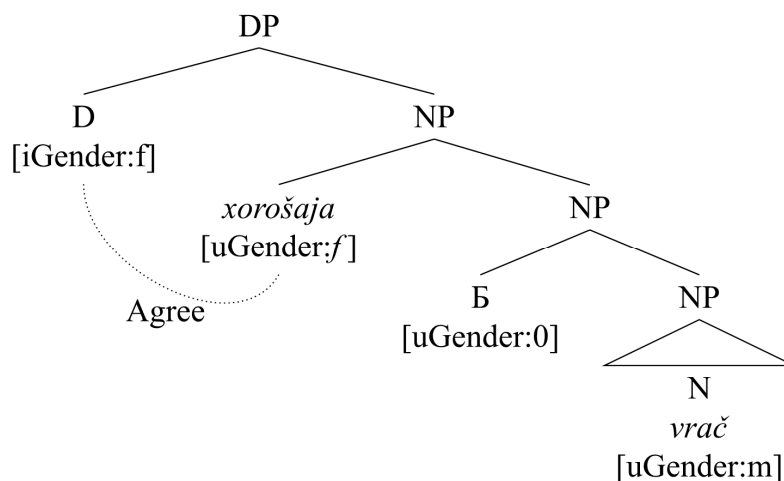 DP
D
NP
[iGender:f]
xorošaja
NP
[uGender:f]
Agree
Б
NP
[uGender:0]
N
vrač
[uGender:m]